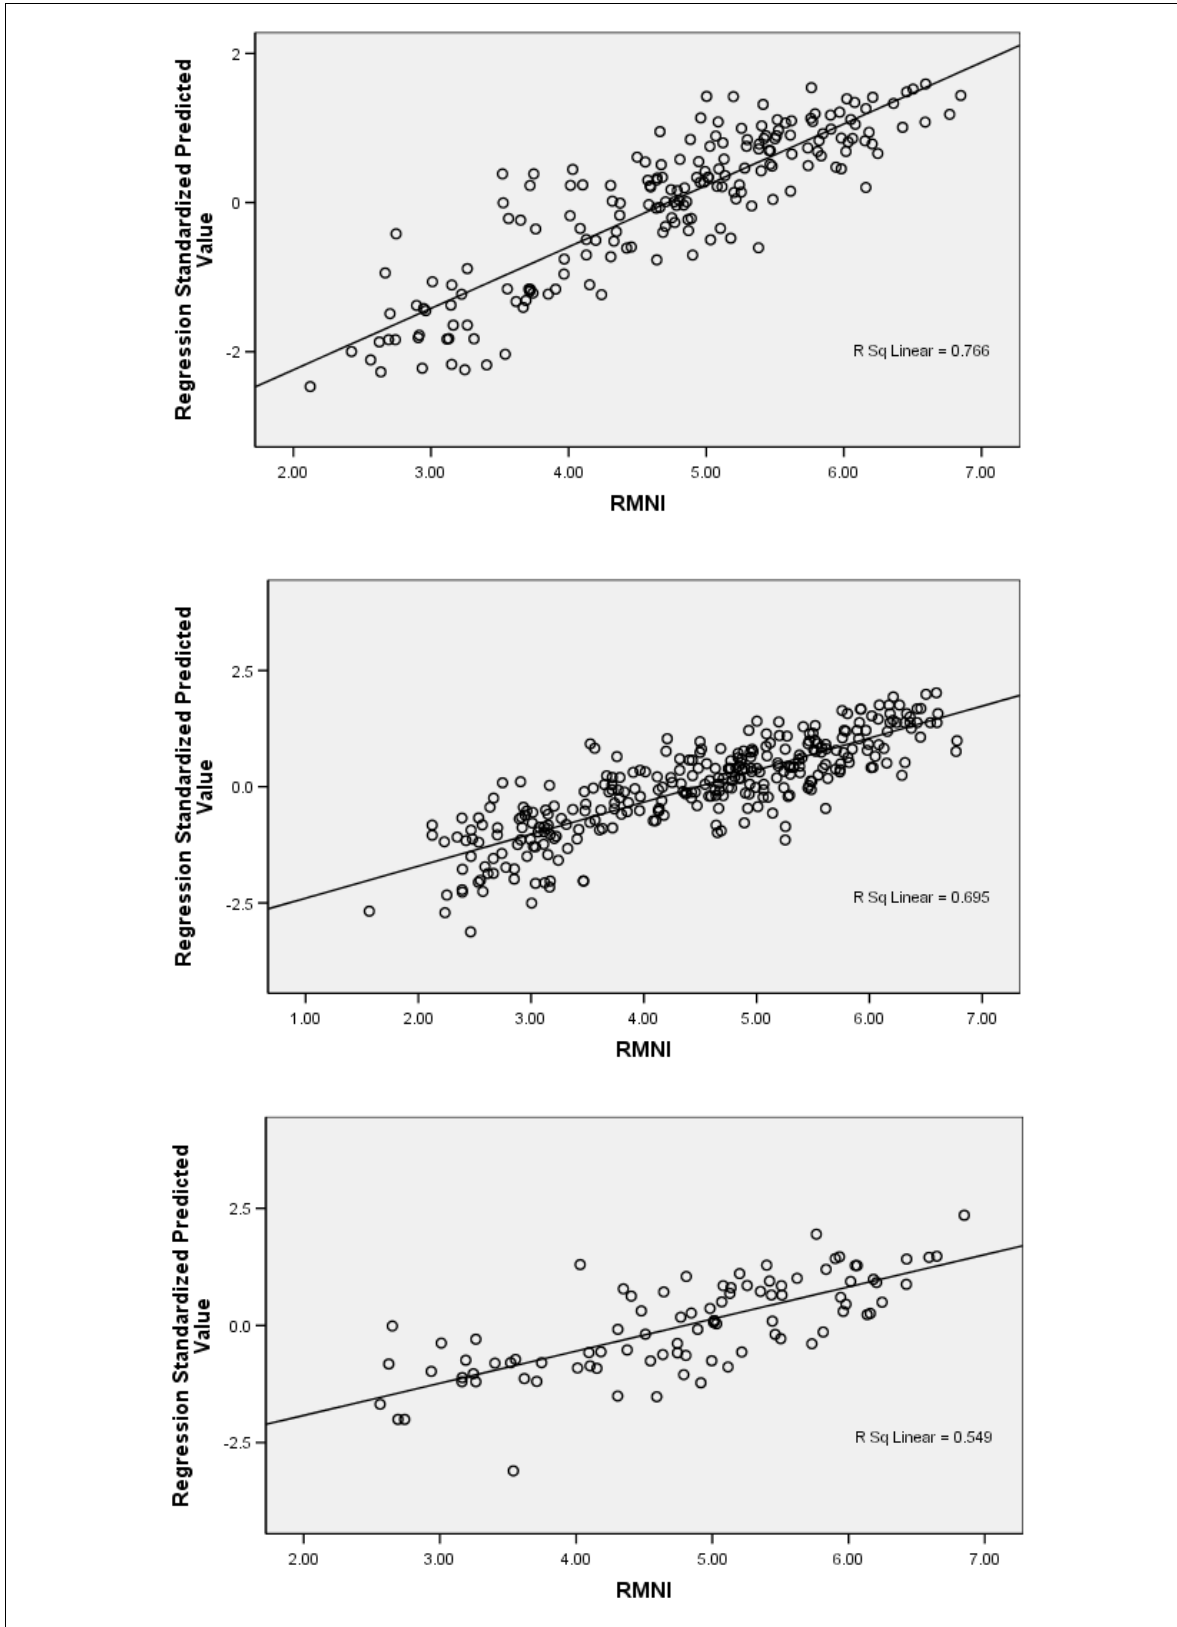 Regression Standardized Predicted
Value
2
0
-2
R Sq Linear = 0.766
2.00 3.00 4.00 5.00 6.00 7.00
RMNI
Regression Standardized Predicted
Value
2.5
0.0
-2.5
R Sq Linear = 0.695
1.00 2.00 3.00 4.00 5.00 6.00 7.00
RMNI
Regression Standardized Predicted
Value
2.5
0.0
-2.5
R Sq Linear = 0.549
2.00 3.00 4.00 5.00 6.00 7.00
RMNI